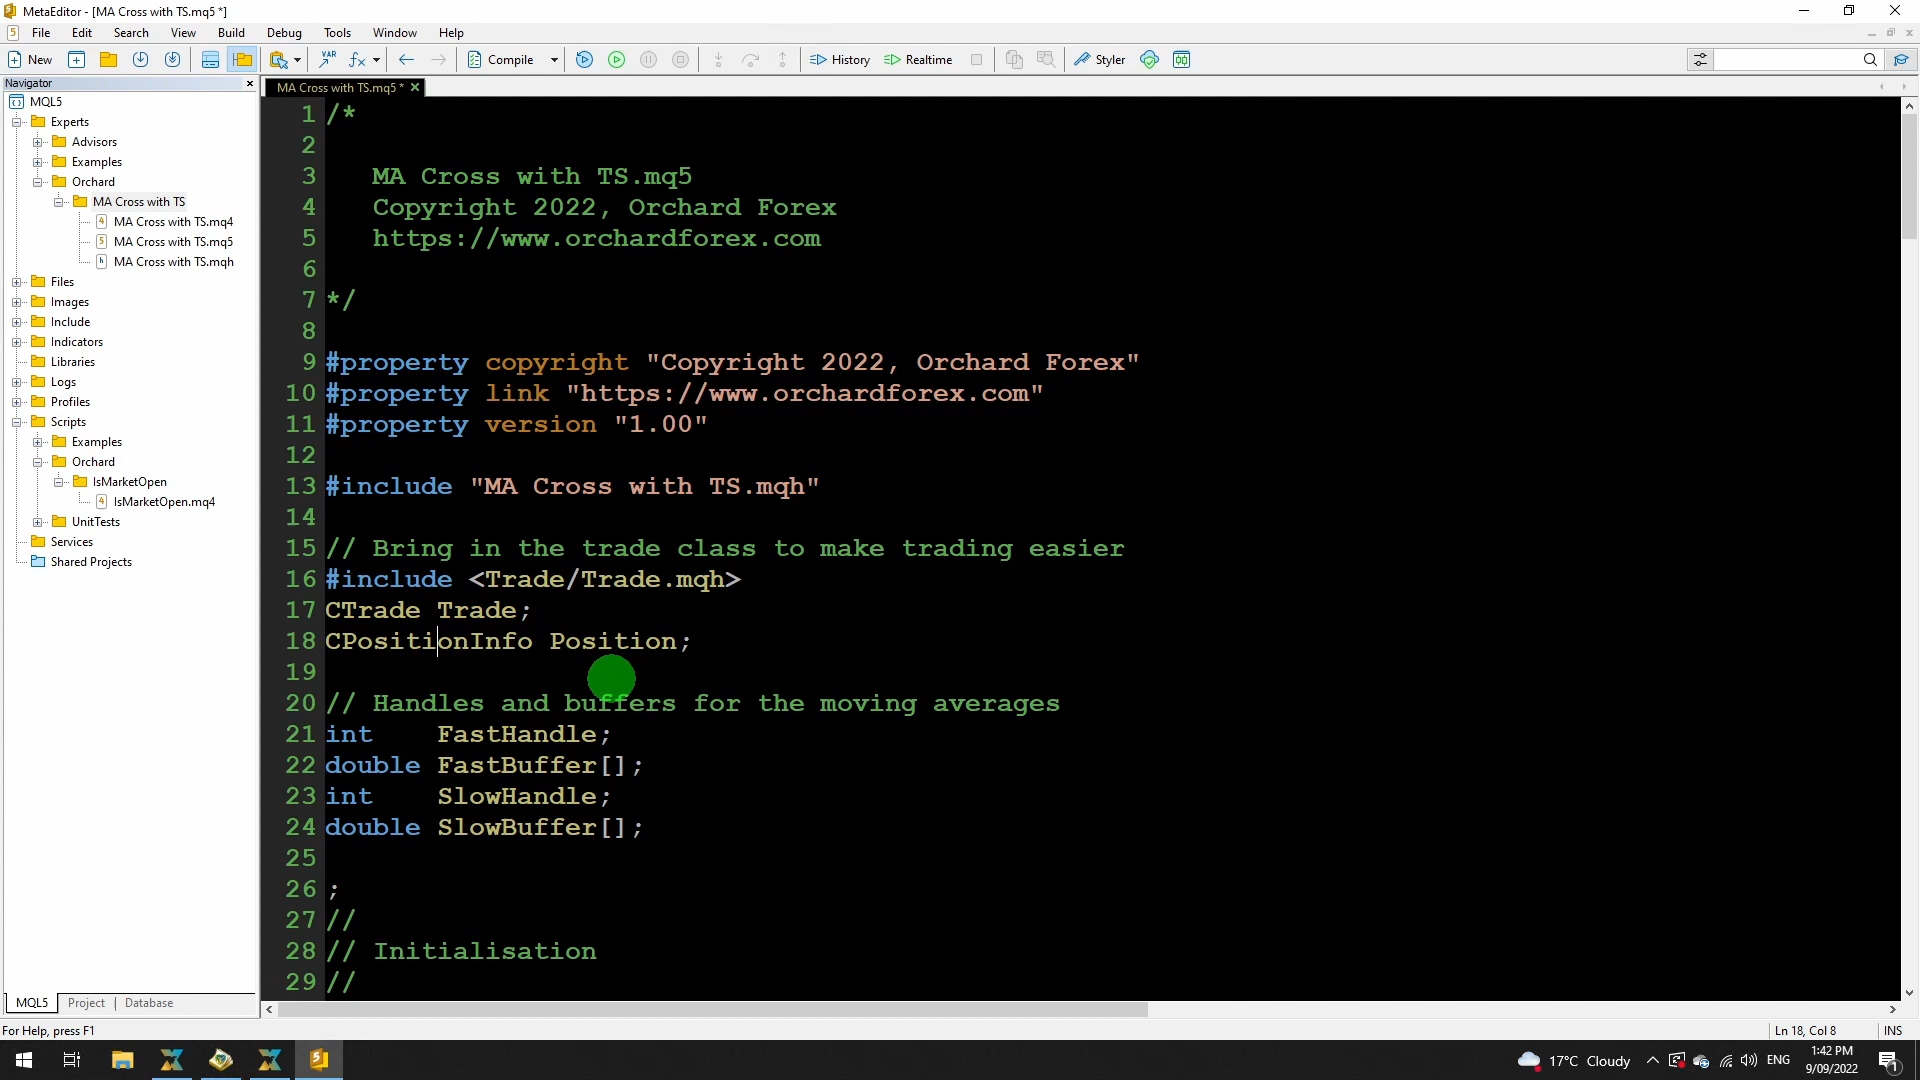 MetaEditor - [MA Cross with TS.mq5 *]
File Edit Search View Build Debug Tools Window Help
New VAR Compile History Realtime Styler
Navigator
MA Cross with TS.mq5 *
MQL5
Experts
Advisors
Examples
Orchard
MA Cross with TS
MA Cross with TS.mq4
MA Cross with TS.mq5
MA Cross with TS.mqh
Files
Images
Include
Indicators
Libraries
Logs
Profiles
Scripts
Examples
Orchard
IsMarketOpen
IsMarketOpen.mq4
UnitTests
Services
Shared Projects
MQL5 Project Database
1 /*
2
3 MA Cross with TS.mq5
4 Copyright 2022, Orchard Forex
5 https://www.orchardforex.com
6
7 */
8
9 #property copyright "Copyright 2022, Orchard Forex"
10 #property link "https://www.orchardforex.com"
11 #property version "1.00"
12
13 #include "MA Cross with TS.mqh"
14
15 // Bring in the trade class to make trading easier
16 #include <Trade/Trade.mqh>
17 CTrade Trade;
18 CPositionInfo Position;
19
20 // Handles and buffers for the moving averages
21 int FastHandle;
22 double FastBuffer[];
23 int SlowHandle;
24 double SlowBuffer[];
25
26 ;
27 //
28 // Initialisation
29 //
For Help, press F1
Ln 18, Col 8 INS
17°C Cloudy ENG 1:42 PM
9/09/2022